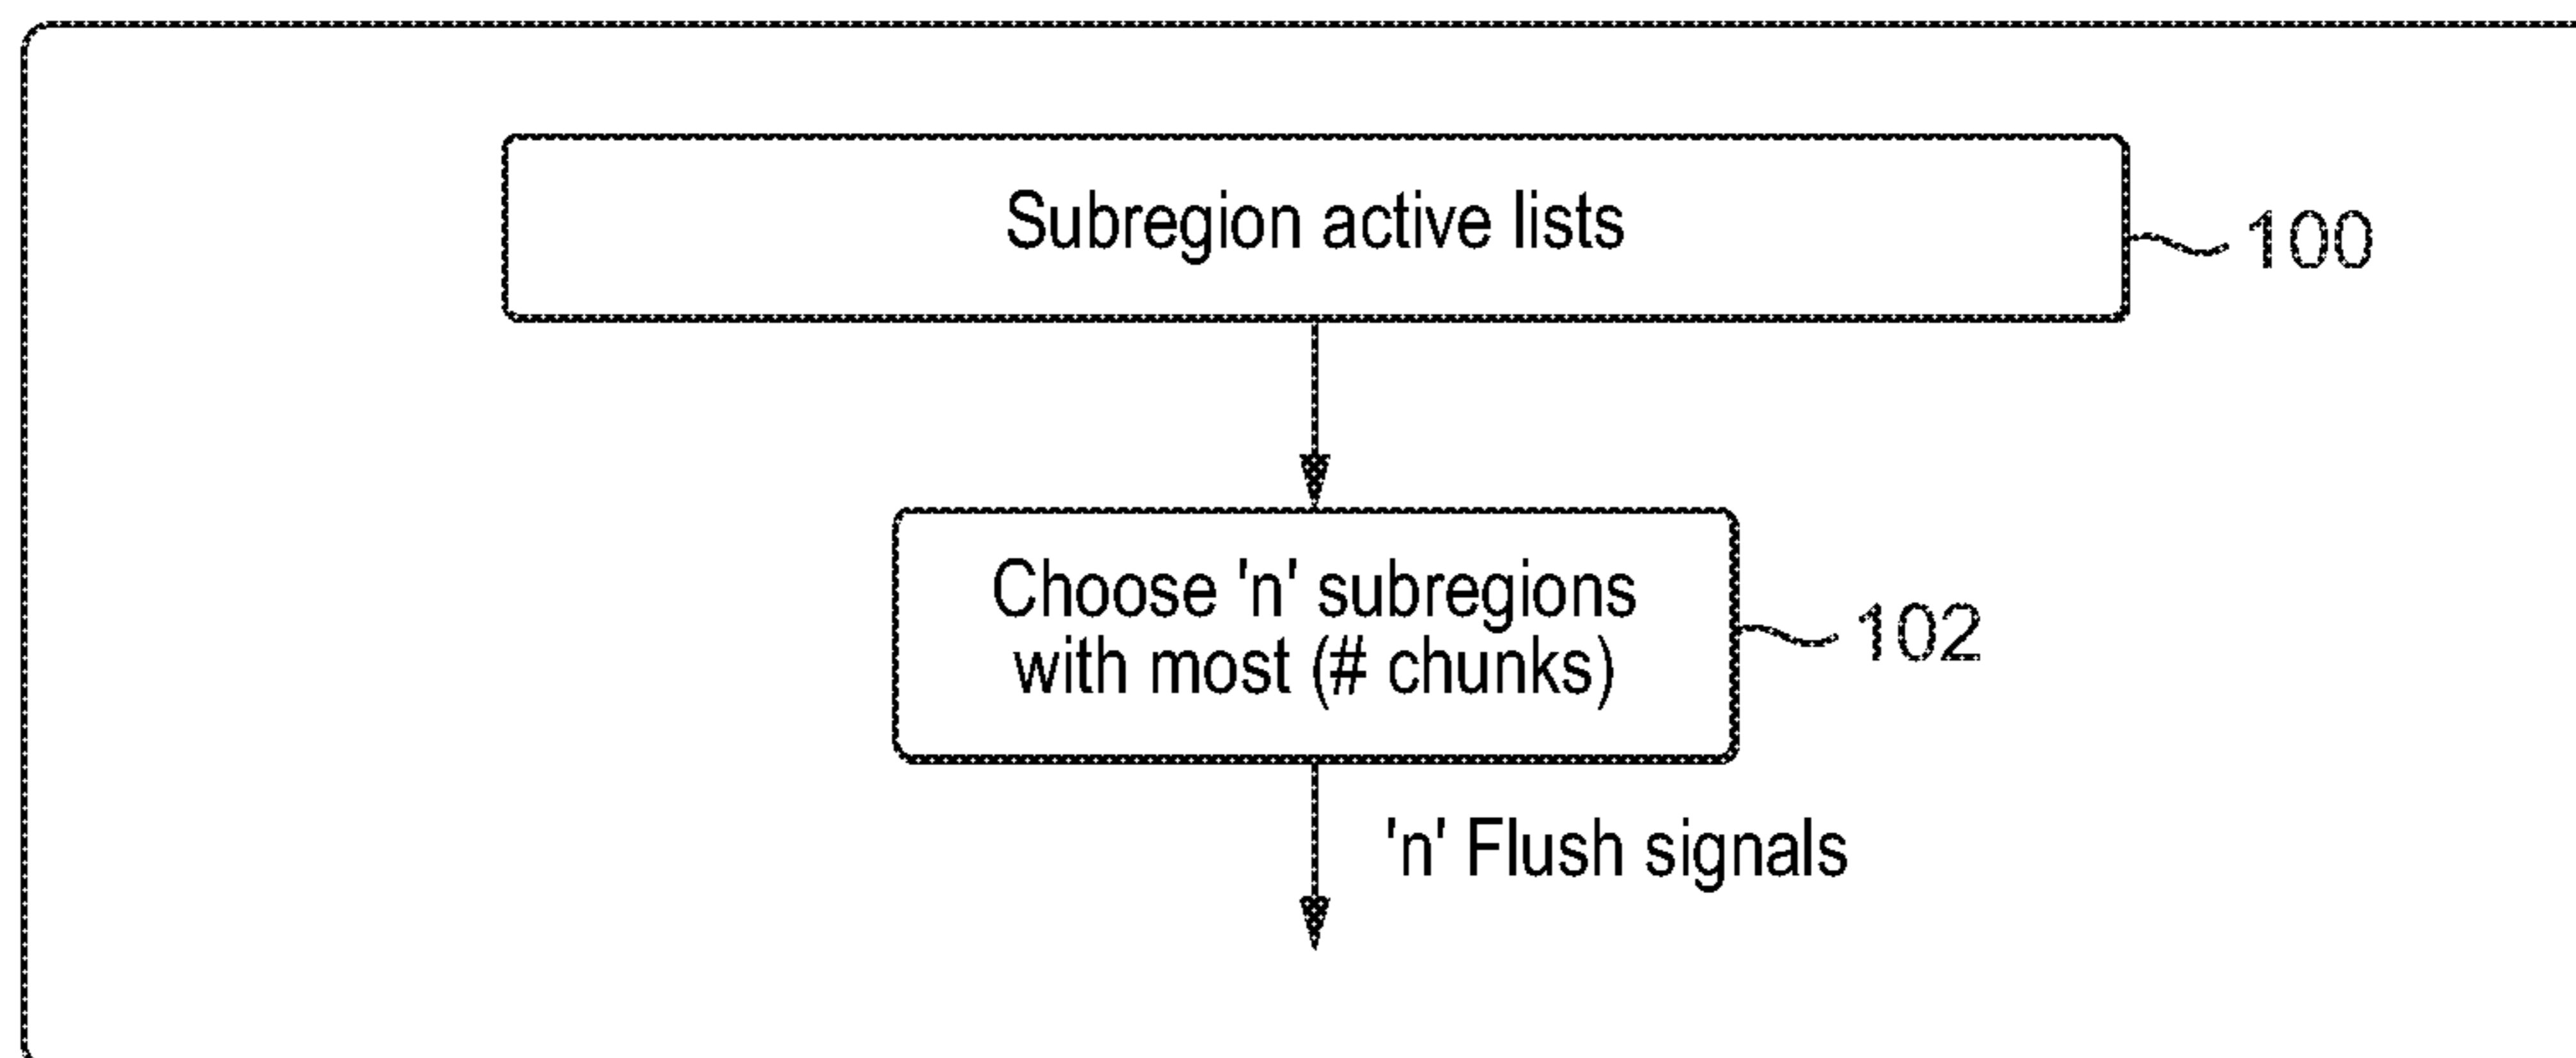 Subregion active lists
100
Choose 'n' subregions
with most (# chunks)
102
'n' Flush signals